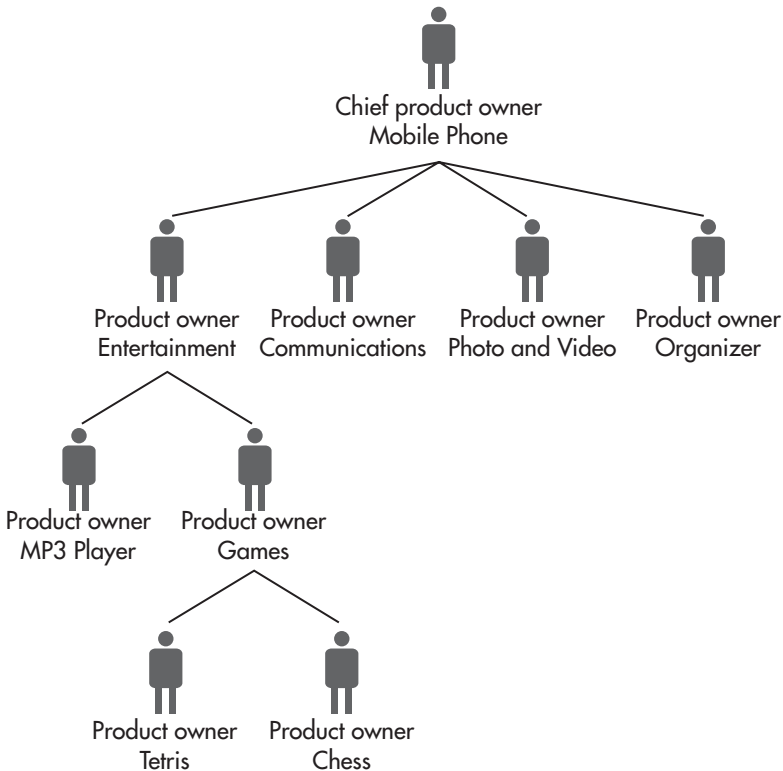 Chief product owner
Mobile Phone
Product owner
Entertainment
Product owner
Communications
Product owner
Photo and Video
Product owner
Organizer
Product owner
MP3 Player
Product owner
Games
Product owner
Tetris
Product owner
Chess